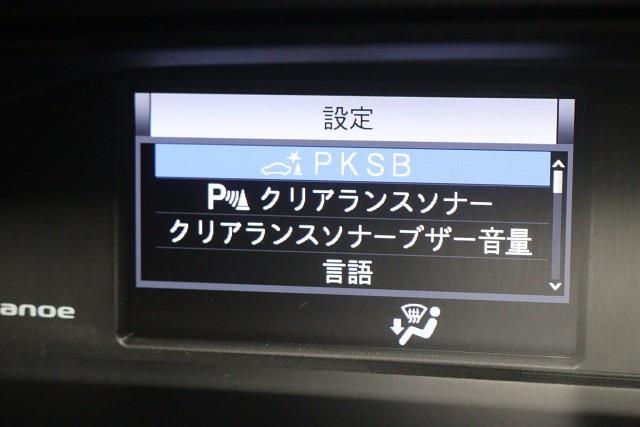 設定
PKSB
P クリアランスソナー
クリアランスソナーブザー音量
言語
anoe